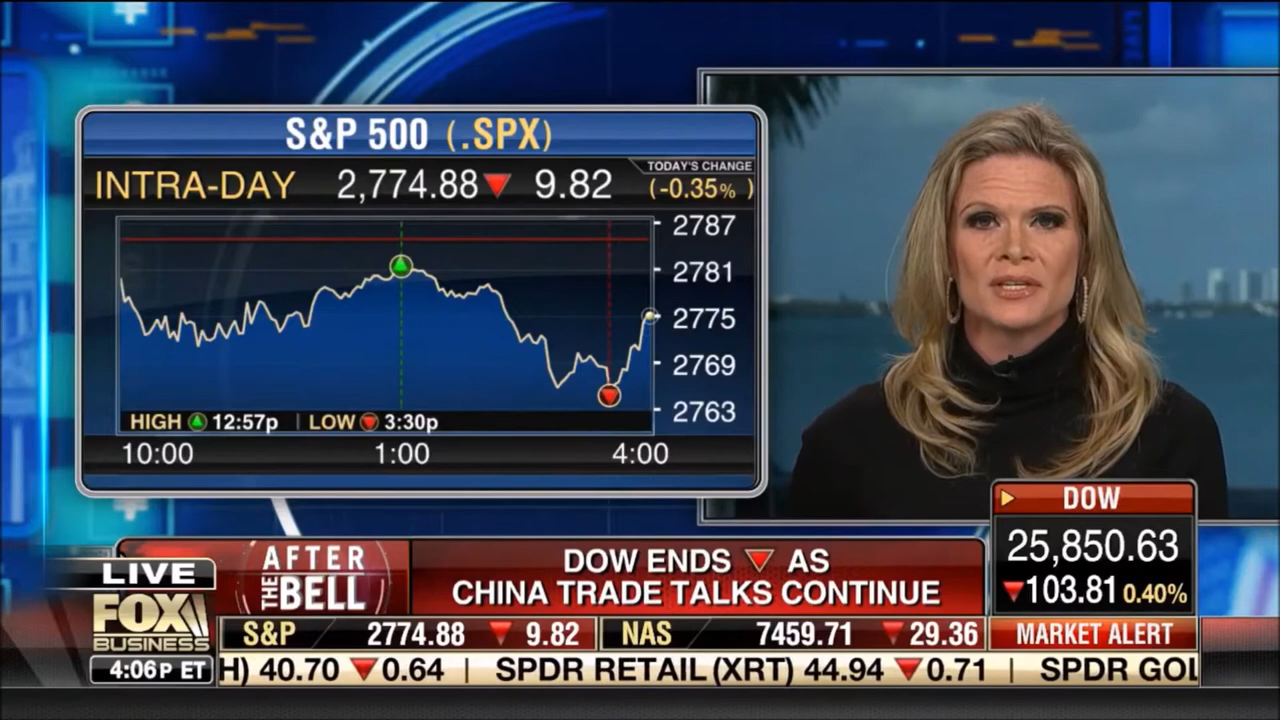 S&P 500 (.SPX)
TODAY'S CHANGE
INTRA-DAY 2,774.88 9.82 (-0.35% )
2787
2781
2775
2769
2763
HIGH 12:57p | LOW 3:30p
10:00 1:00 4:00
DOW
25,850.63
103.81 0.40%
MARKET ALERT
AFTER
THE BELL
DOW ENDS AS
CHINA TRADE TALKS CONTINUE
LIVE
FOX
BUSINESS
4:06P ET
S&P 2774.88 9.82 NAS 7459.71 29.36
H) 40.70 0.64 | SPDR RETAIL (XRT) 44.94 0.71 | SPDR GOL